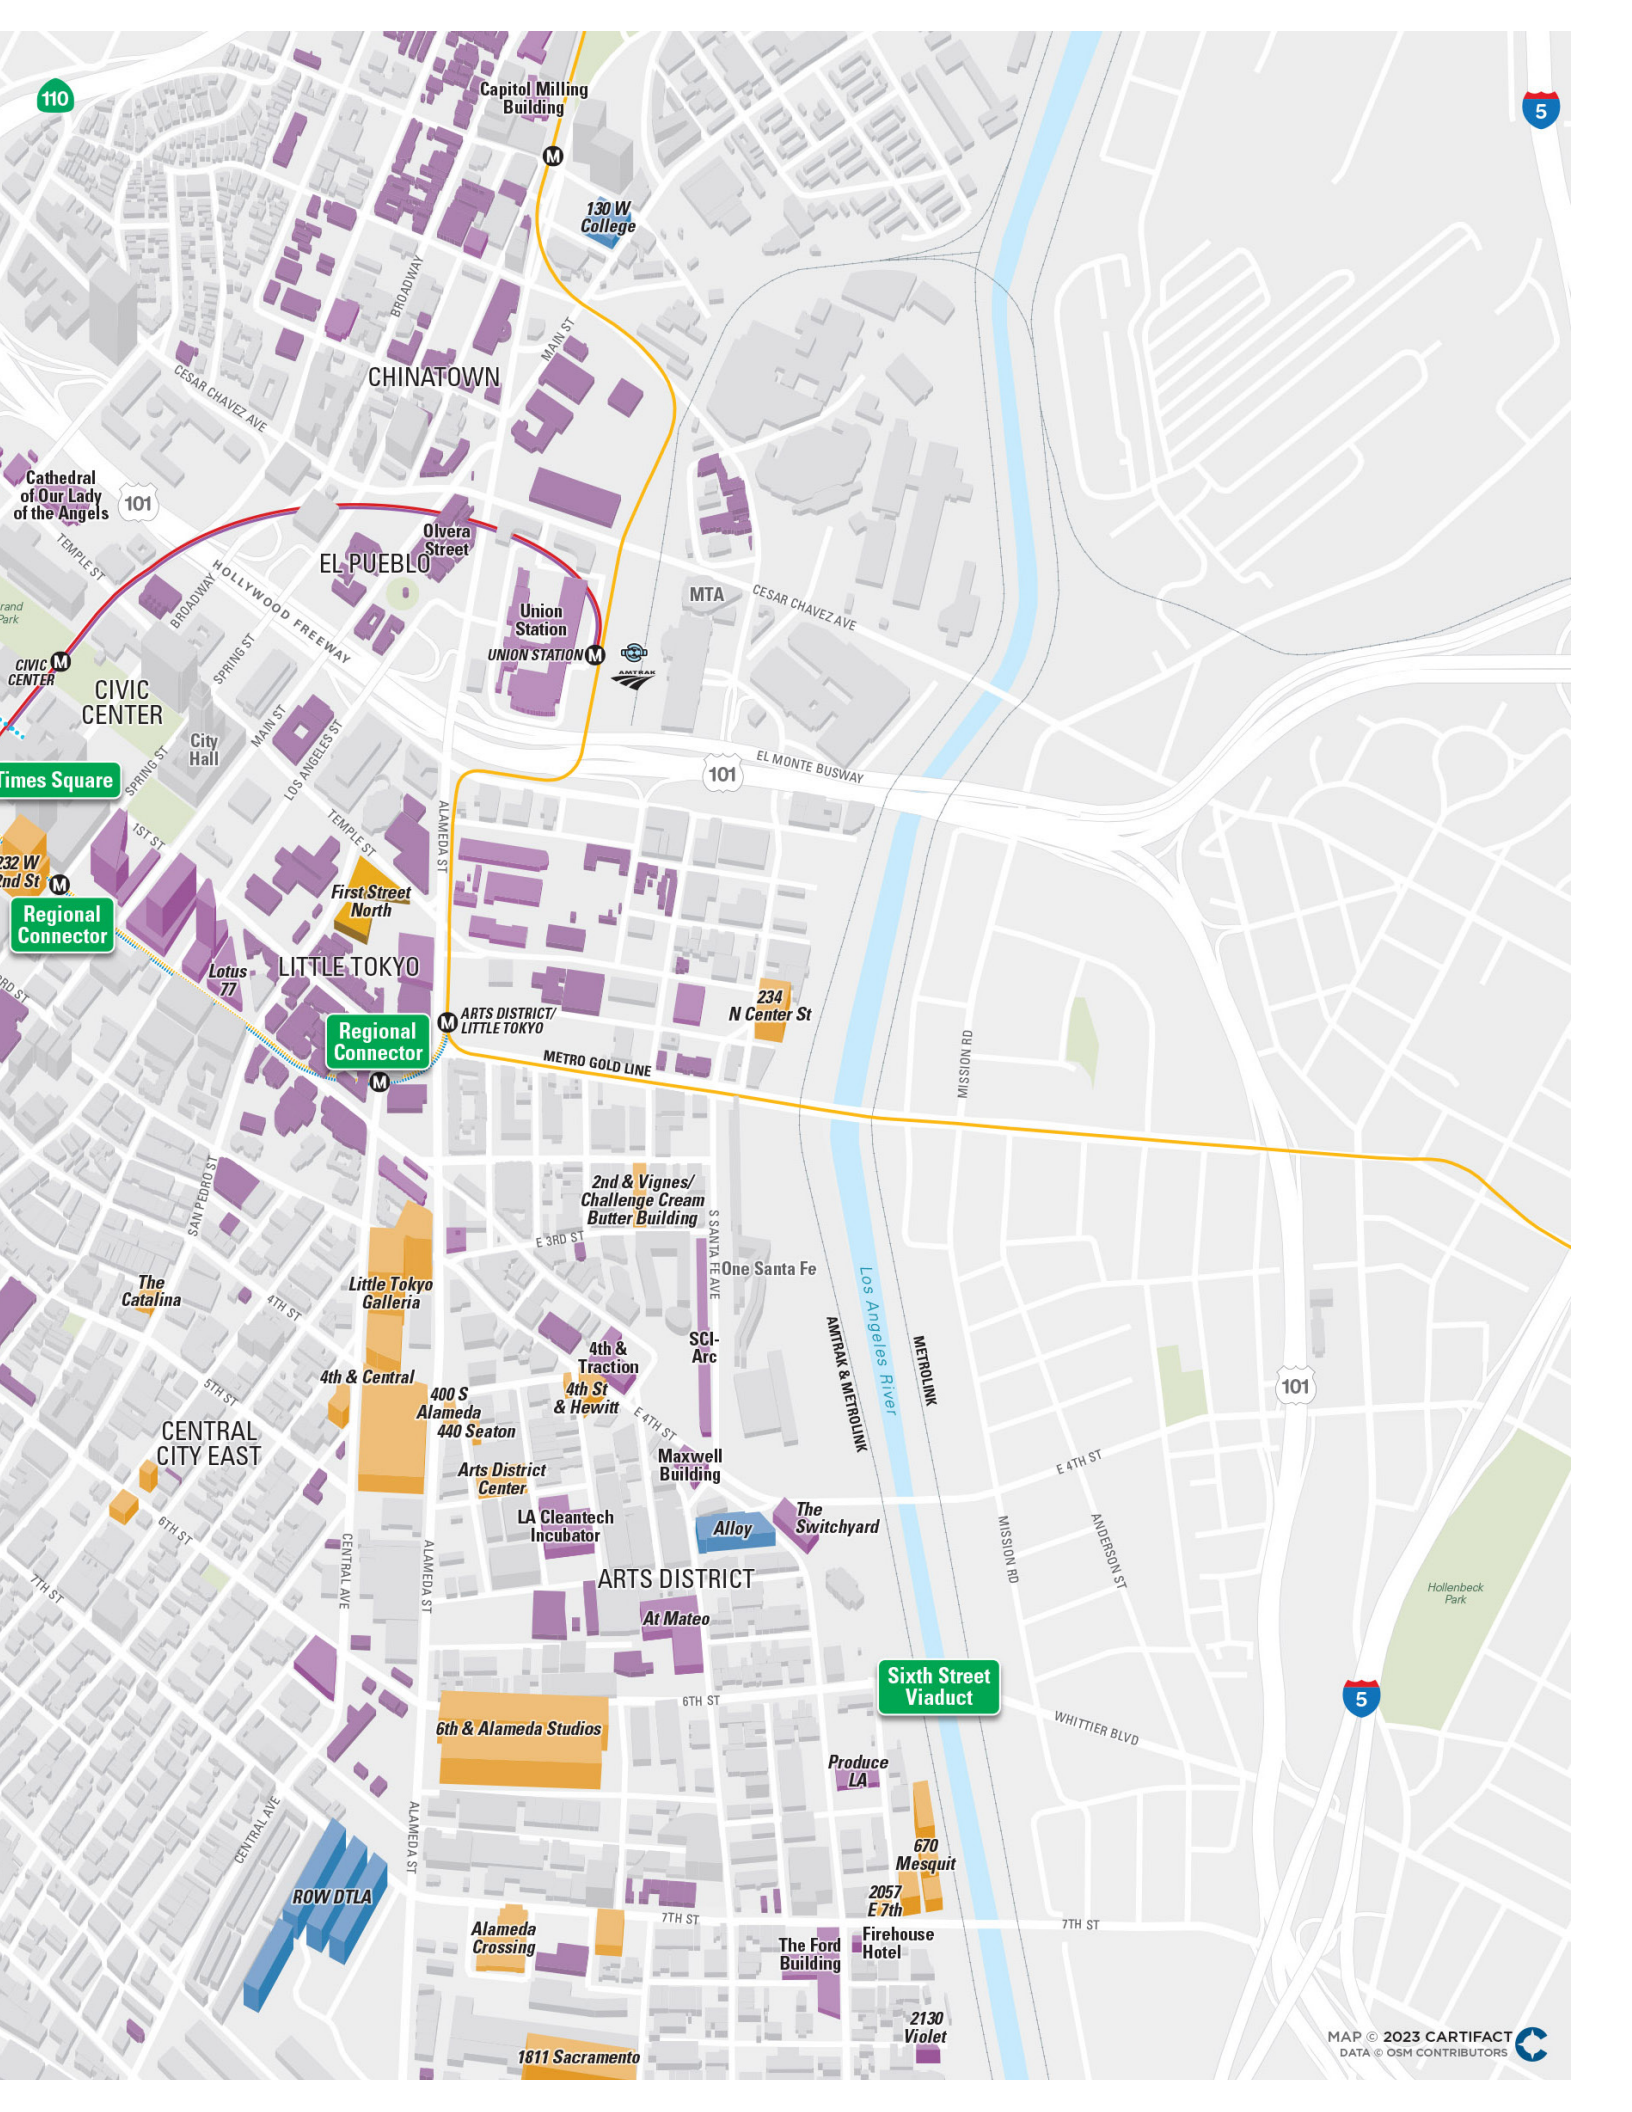 Capitol Milling
Building
110
5
130 W
College
BROADWAY
MAIN ST
CHINATOWN
CESAR CHAVEZ AVE
Cathedral
of Our Lady
of the Angels
101
Olvera
Street
EL PUEBLO
TEMPLE ST
HOLLYWOOD FREEWAY
BROADWAY
rand
Park
MTA
CESAR CHAVEZ AVE
Union
Station
UNION STATION
M
AMTRAK
SPRING ST
CIVIC
CENTER
M
CIVIC
CENTER
MAIN ST
LOS ANGELES ST
City
Hall
SPRING ST
Times Square
101
EL MONTE BUSWAY
1ST ST
TEMPLE ST
ALAMEDA ST
232 W
2nd St
M
First Street
North
Regional
Connector
LITTLE TOKYO
Lotus
77
3RD ST
234
N Center St
M
ARTS DISTRICT/
LITTLE TOKYO
Regional
Connector
M
METRO GOLD LINE
MISSION RD
SAN PEDRO ST
2nd & Vignes/
Challenge Cream
Butter Building
E 3RD ST
S SANTA FE AVE
One Santa Fe
The
Catalina
4TH ST
Little Tokyo
Galleria
Los Angeles River
AMTRAK & METROLINK
METROLINK
SCI-
Arc
4th &
Traction
4th & Central
5TH ST
400 S
Alameda
4th St
& Hewitt
440 Seaton
E 4TH ST
101
CENTRAL
CITY EAST
Maxwell
Building
Arts District
Center
E 4TH ST
6TH ST
LA Cleantech
Incubator
Alloy
The
Switchyard
MISSION RD
ANDERSON ST
CENTRAL AVE
ALAMEDA ST
7TH ST
ARTS DISTRICT
Hollenbeck
Park
At Mateo
Sixth Street
Viaduct
5
6TH ST
6th & Alameda Studios
WHITTIER BLVD
Produce
LA
CENTRAL AVE
ALAMEDA ST
670
Mesquit
ROW DTLA
2057
E 7th
7TH ST
7TH ST
Alameda
Crossing
The Ford
Building
Firehouse
Hotel
2130
Violet
1811 Sacramento
MAP © 2023 CARTIFACT
DATA © OSM CONTRIBUTORS
M